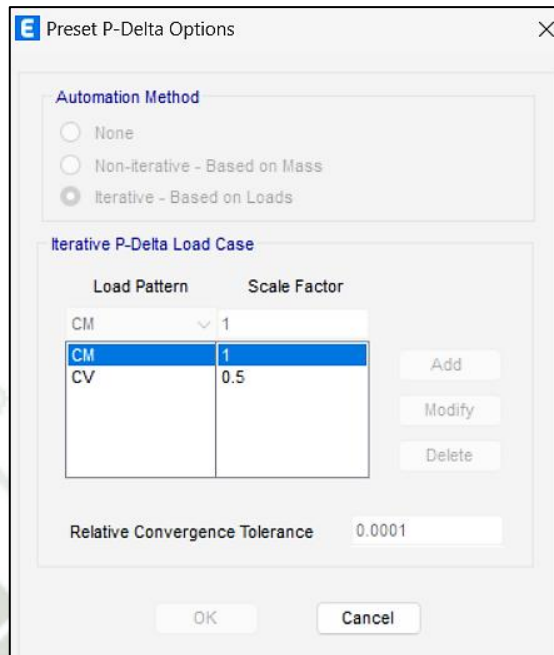 E Preset P-Delta Options
Automation Method
None
Non-iterative - Based on Mass
Iterative - Based on Loads
Iterative P-Delta Load Case
Load Pattern Scale Factor
CM 1
CM 1
CV 0.5
Add
Modify
Delete
Relative Convergence Tolerance 0.0001
OK Cancel